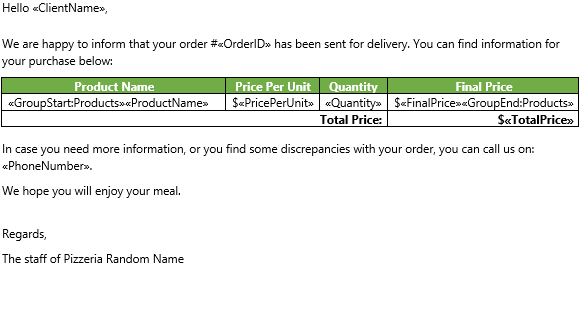 Hello «ClientName»,
We are happy to inform that your order #«OrderID» has been sent for delivery. You can find information for
your purchase below:
Product Name Price Per Unit Quantity Final Price
«GroupStart:Products»«ProductName» $«PricePerUnit» «Quantity» $«FinalPrice»«GroupEnd:Products»
Total Price: $«TotalPrice»
In case you need more information, or you find some discrepancies with your order, you can call us on:
«PhoneNumber».
We hope you will enjoy your meal.
Regards,
The staff of Pizzeria Random Name